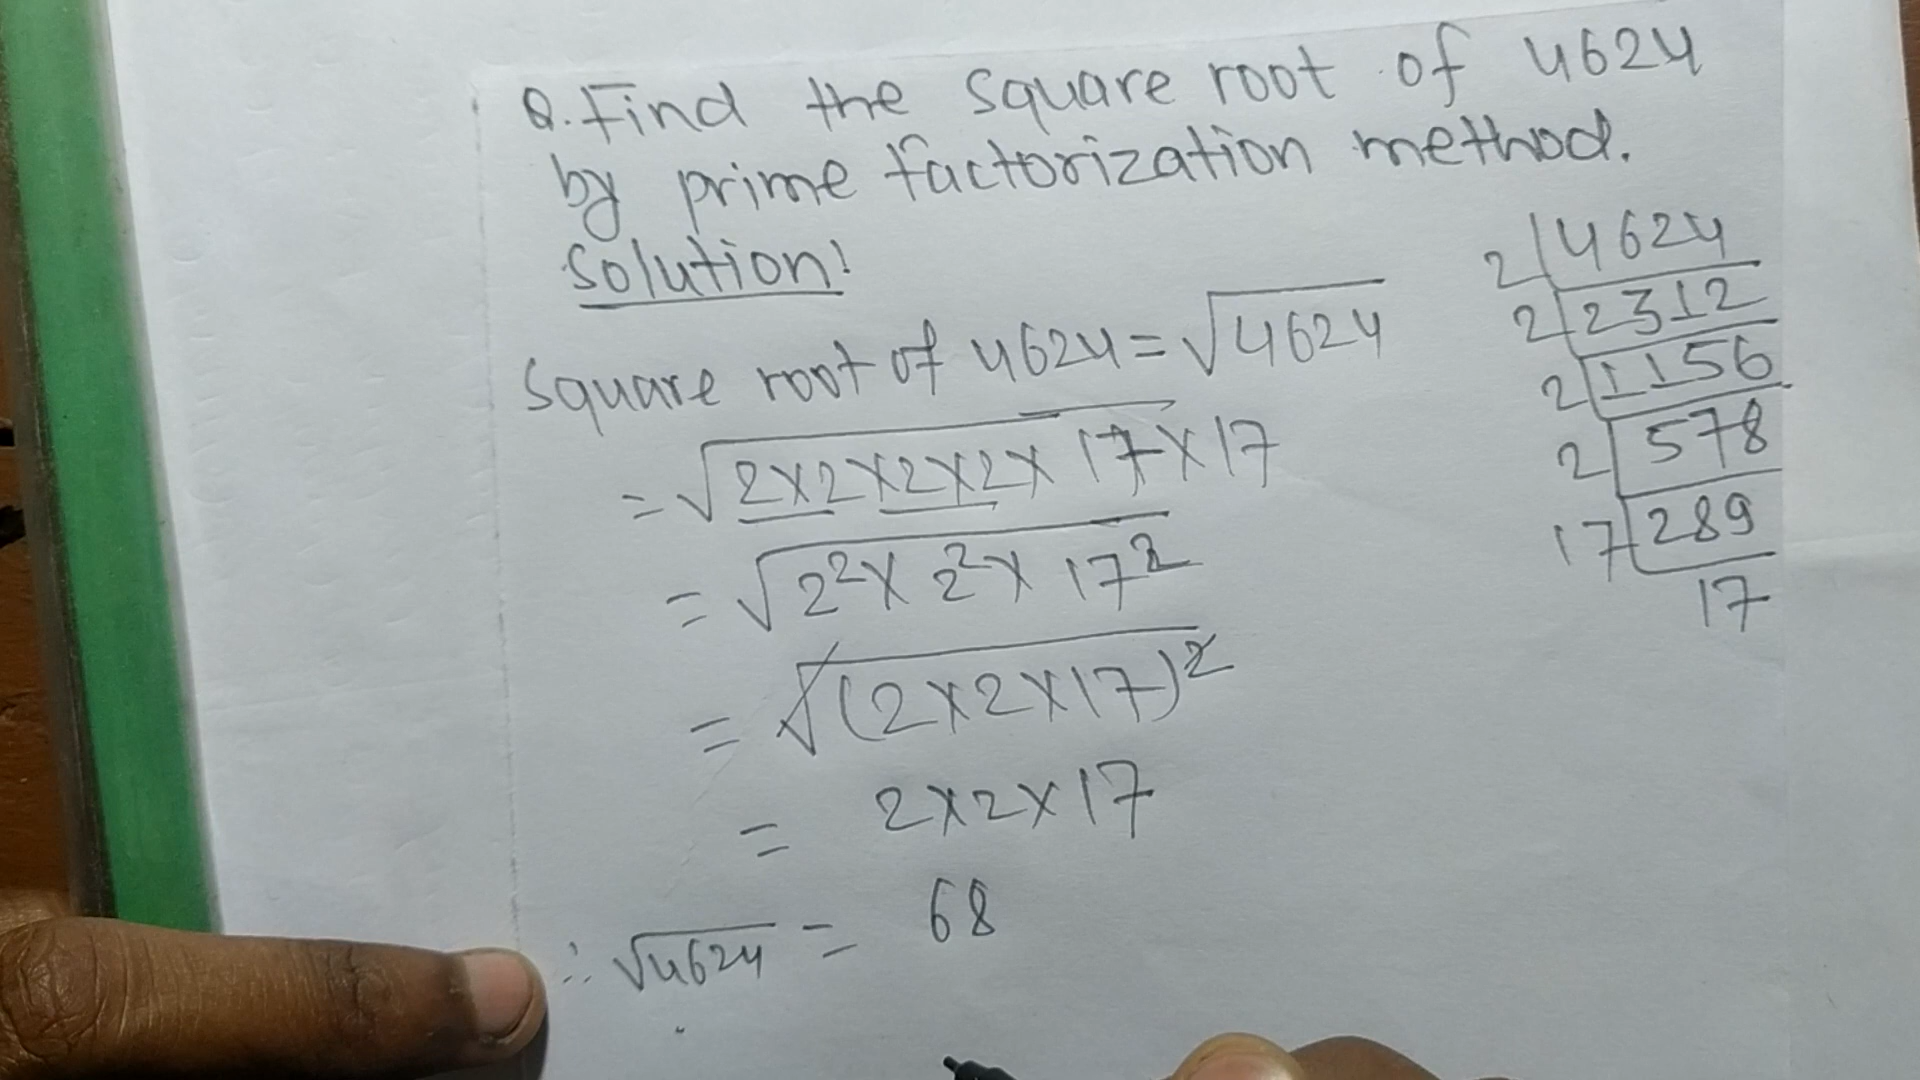 Q. Find the square root of 4624
by prime factorization method.
Solution:
Square root of 4624 = √4624
= √2×2×2×2×17×17
= √2²×2²×17²
= √(2×2×17)²
= 2×2×17
∴ √4624 = 68
2 | 4624
2 | 2312
2 | 1156
2 | 578
17 | 289
17